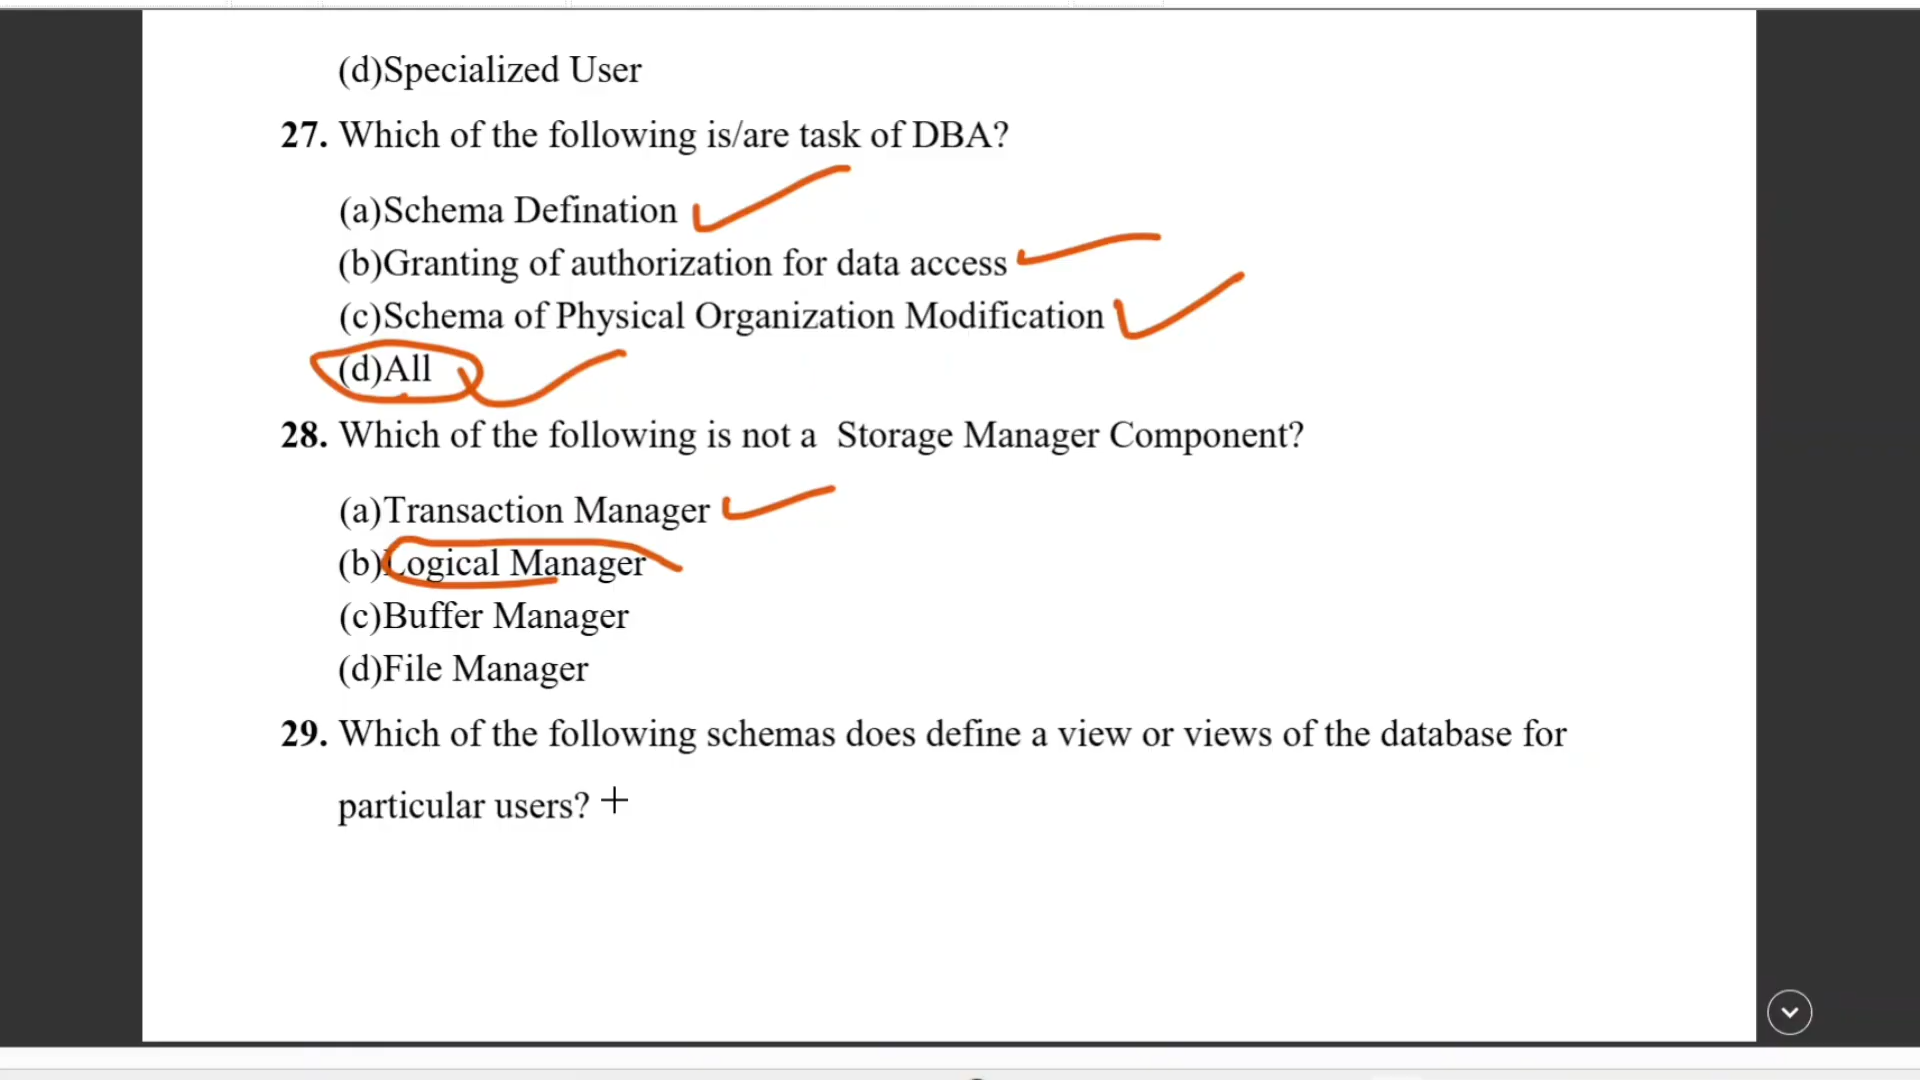 (d)Specialized User
27. Which of the following is/are task of DBA?
(a)Schema Defination
(b)Granting of authorization for data access
(c)Schema of Physical Organization Modification
(d)All
28. Which of the following is not a  Storage Manager Component?
(a)Transaction Manager
(b)Logical Manager
(c)Buffer Manager
(d)File Manager
29. Which of the following schemas does define a view or views of the database for
particular users?